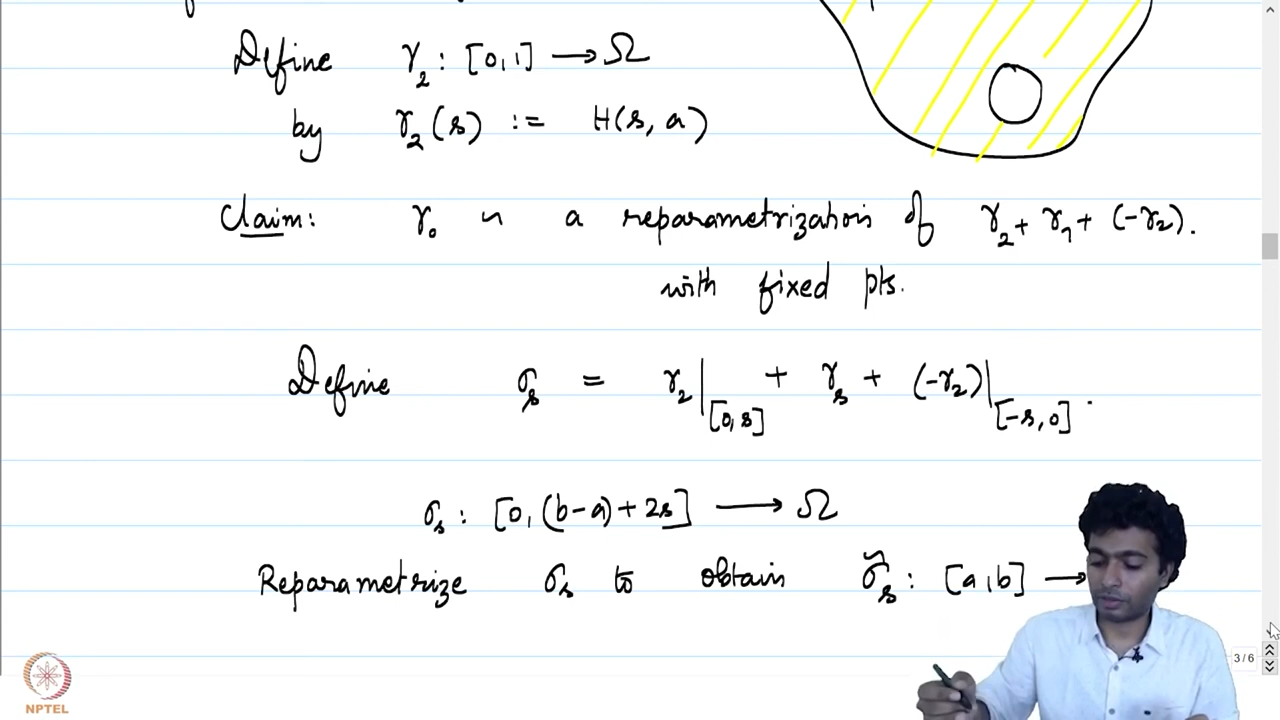 Define γ₂ : [0,1] ⟶ Ω
by γ₂(s) := H(s, a)
Claim: γ₀ ~ a reparametrization of γ₂ + γ₁ + (-γ₂).
with fixed pts.
Define σₛ = γ₂|[0,s] + γₛ + (-γ₂)|[-s,0].
σₛ : [0, (b-a)+2s] ⟶ Ω
Reparametrize σₛ to obtain σ̃ₛ : [a,b] ⟶
3 / 6
NPTEL